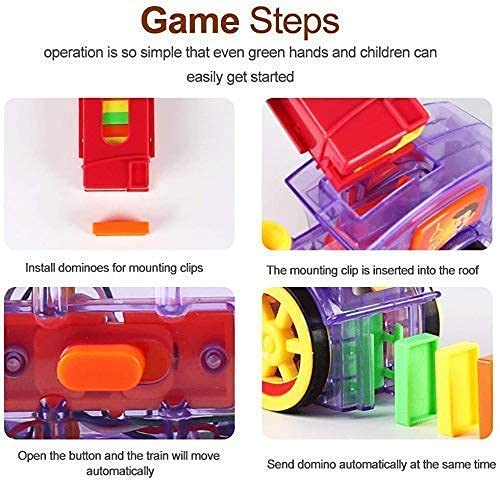 Game Steps
operation is so simple that even green hands and children can
easily get started
Install dominoes for mounting clips
The mounting clip is inserted into the roof
Open the button and the train will move
automatically
Send domino automatically at the same time